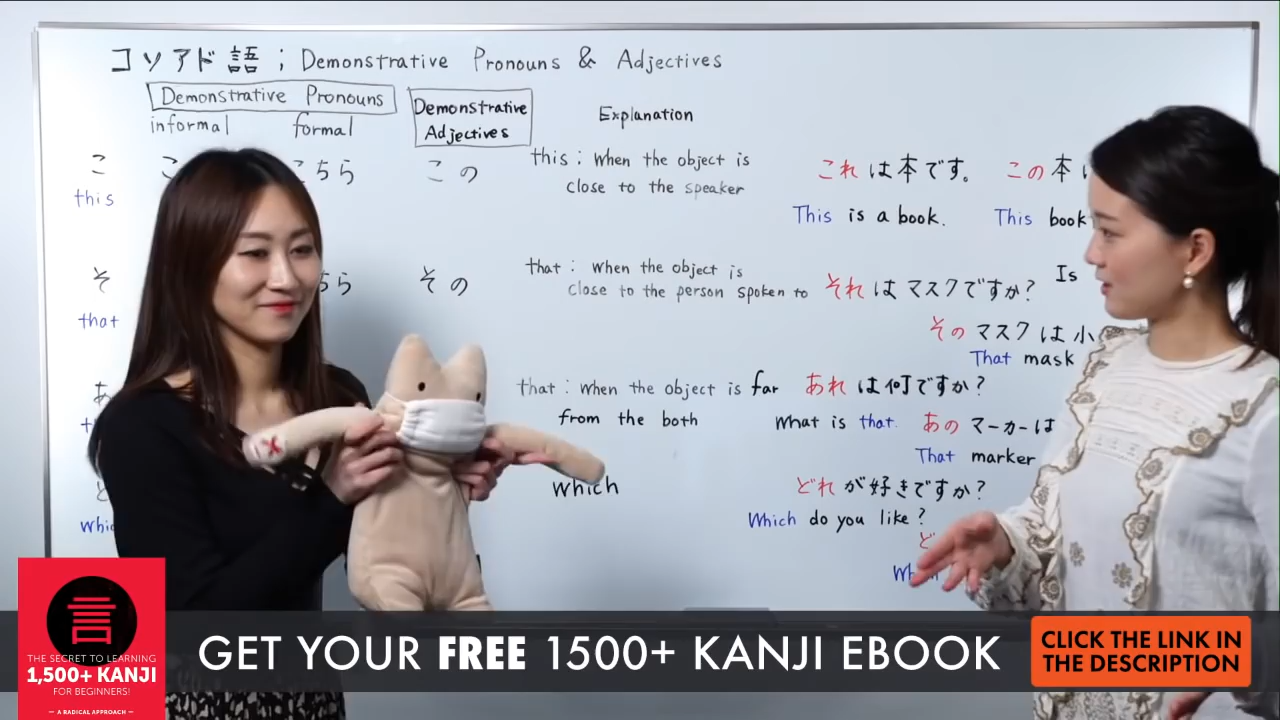 コソアド語 ; Demonstrative Pronouns & Adjectives
Demonstrative Pronouns
informal formal
Demonstrative
Adjectives
Explanation
こ こ こちら この
this
this : When the object is
close to the speaker
これは本です。 この本
This is a book. This book
そ ちら その
that
that : When the object is
close to the person spoken to
それはマスクですか? Is
そのマスクは小
That mask
あ
that : When the object is far
from the both
あれは何ですか?
What is that. あのマーカーは
That marker
which
which
どれが好きですか?
Which do you like ?
ど
GET YOUR FREE 1500+ KANJI EBOOK
CLICK THE LINK IN
THE DESCRIPTION
言
THE SECRET TO LEARNING
1,500+ KANJI
FOR BEGINNERS!
— A RADICAL APPROACH —